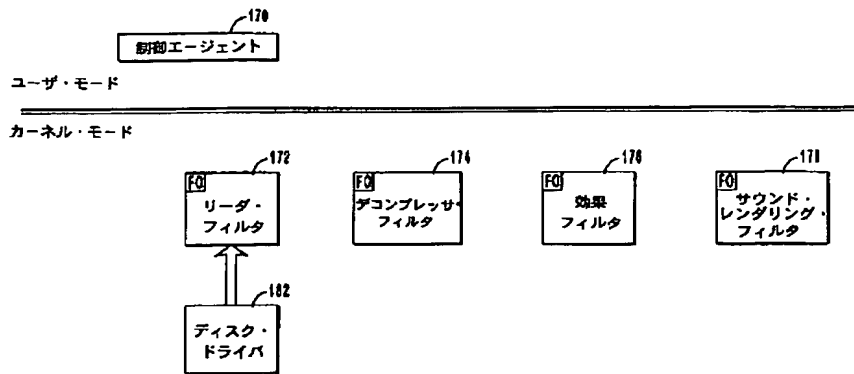 170
制御エージェント
ユーザ・モード
カーネル・モード
172
FO
リーダ・
フィルタ
174
FO
デコンプレッサ・
フィルタ
176
FO
効果
フィルタ
178
FO
サウンド・
レンダリング・
フィルタ
182
ディスク・
ドライバ